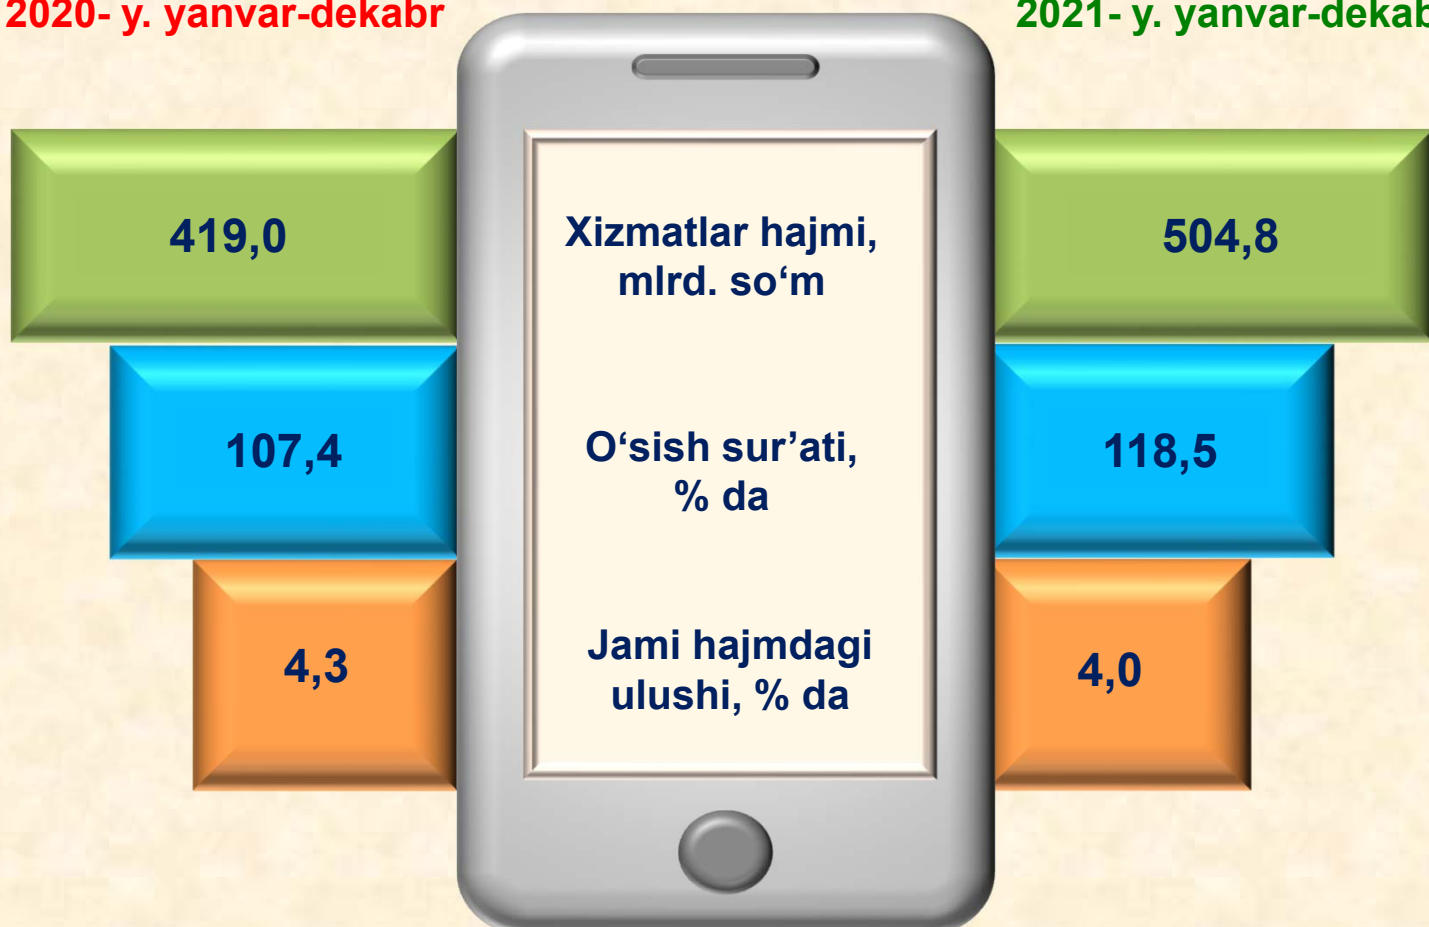 2020- y. yanvar-dekabr
2021- y. yanvar-dekab
419,0
Xizmatlar hajmi,
mlrd. so‘m
504,8
107,4
O‘sish sur’ati,
% da
118,5
4,3
Jami hajmdagi
ulushi, % da
4,0